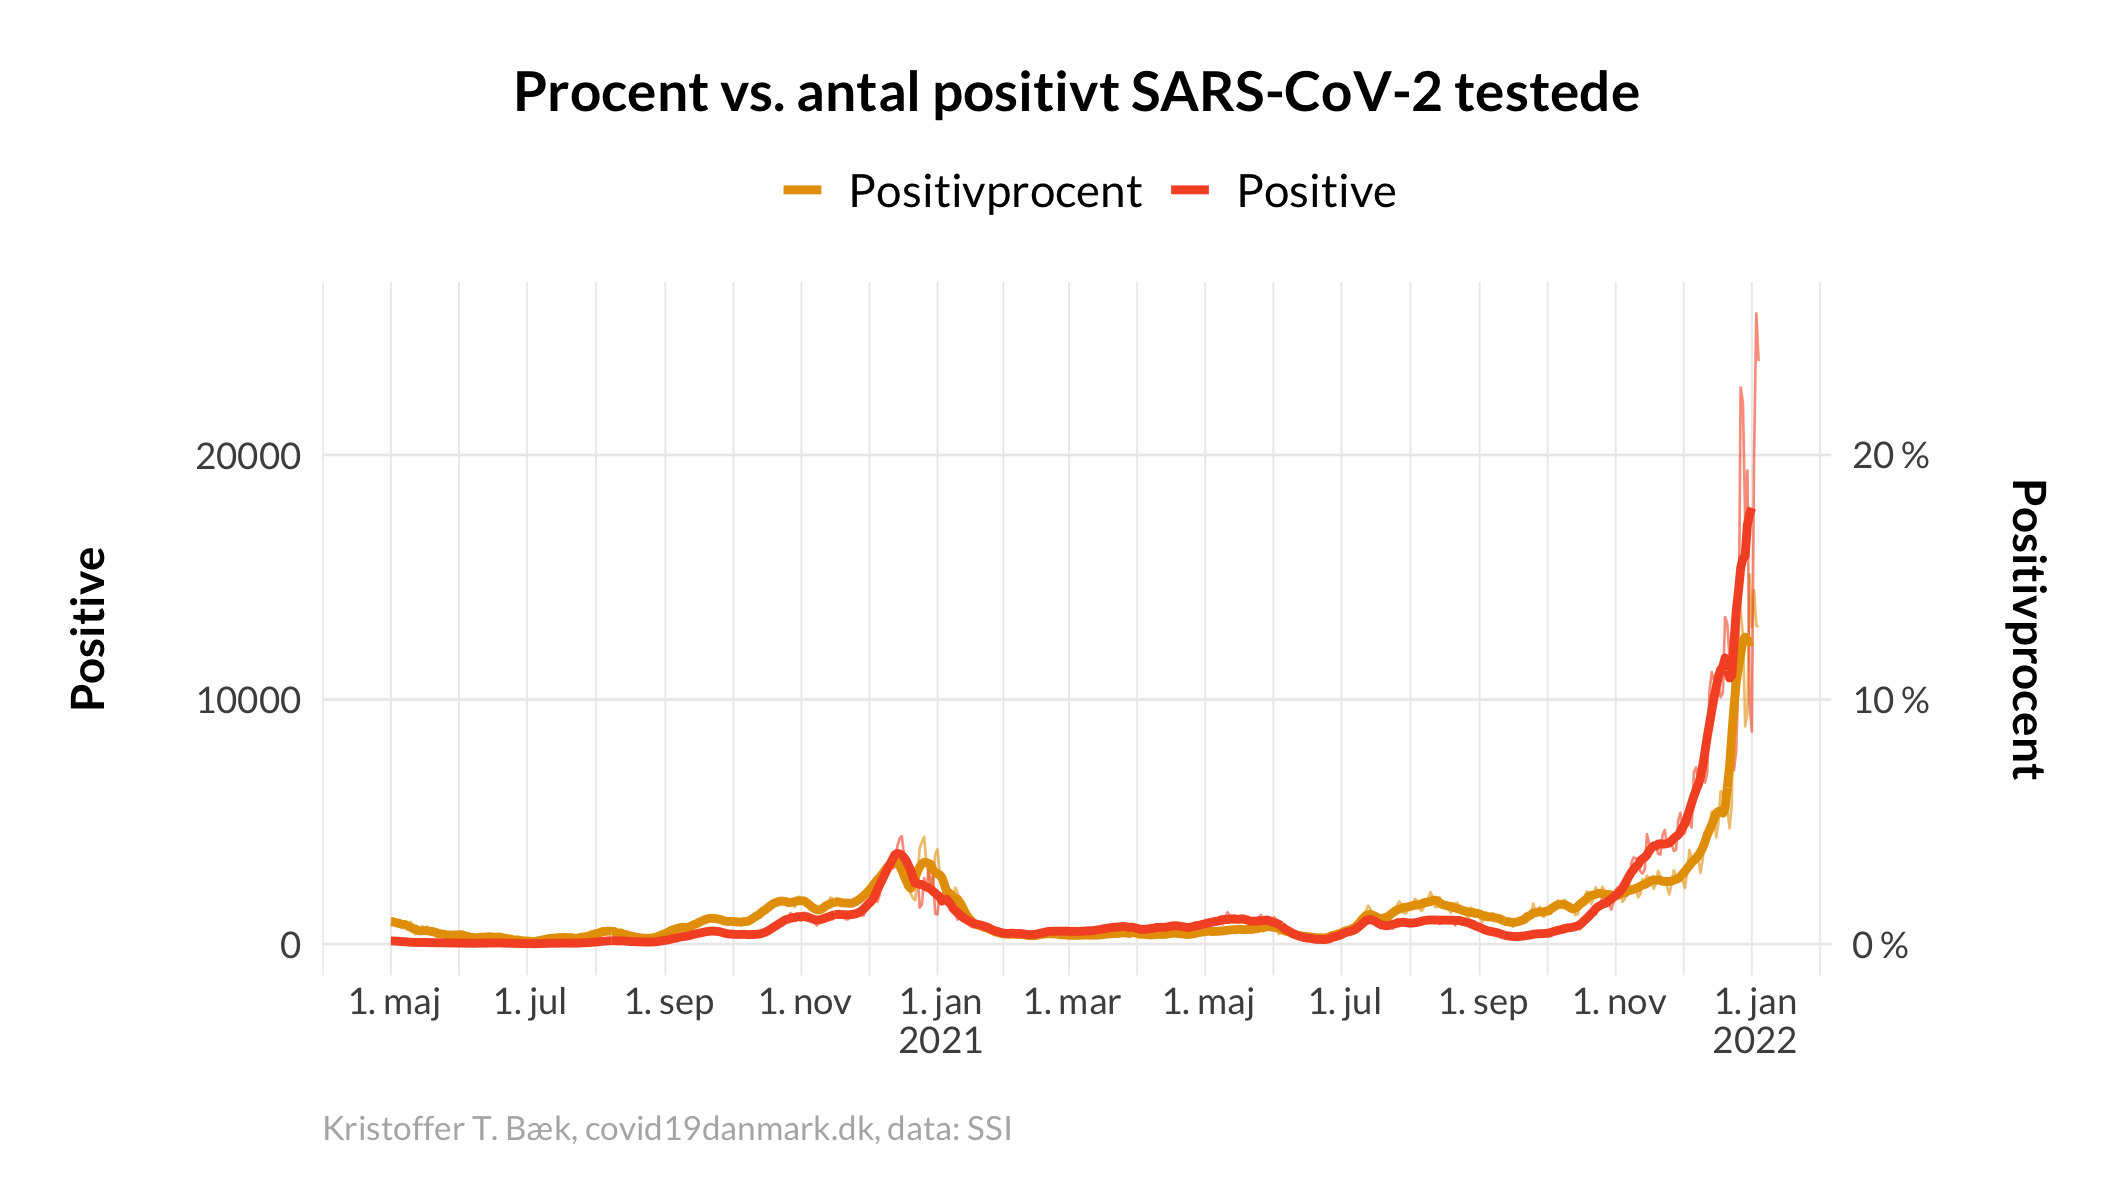 Procent vs. antal positivt SARS-CoV-2 testede
Positivprocent Positive
Positive
20000
10000
0
20 %
10 %
0 %
Positivprocent
1. maj 1. jul 1. sep 1. nov 1. jan 1. mar 1. maj 1. jul 1. sep 1. nov 1. jan
2021 2022
Kristoffer T. Bæk, covid19danmark.dk, data: SSI